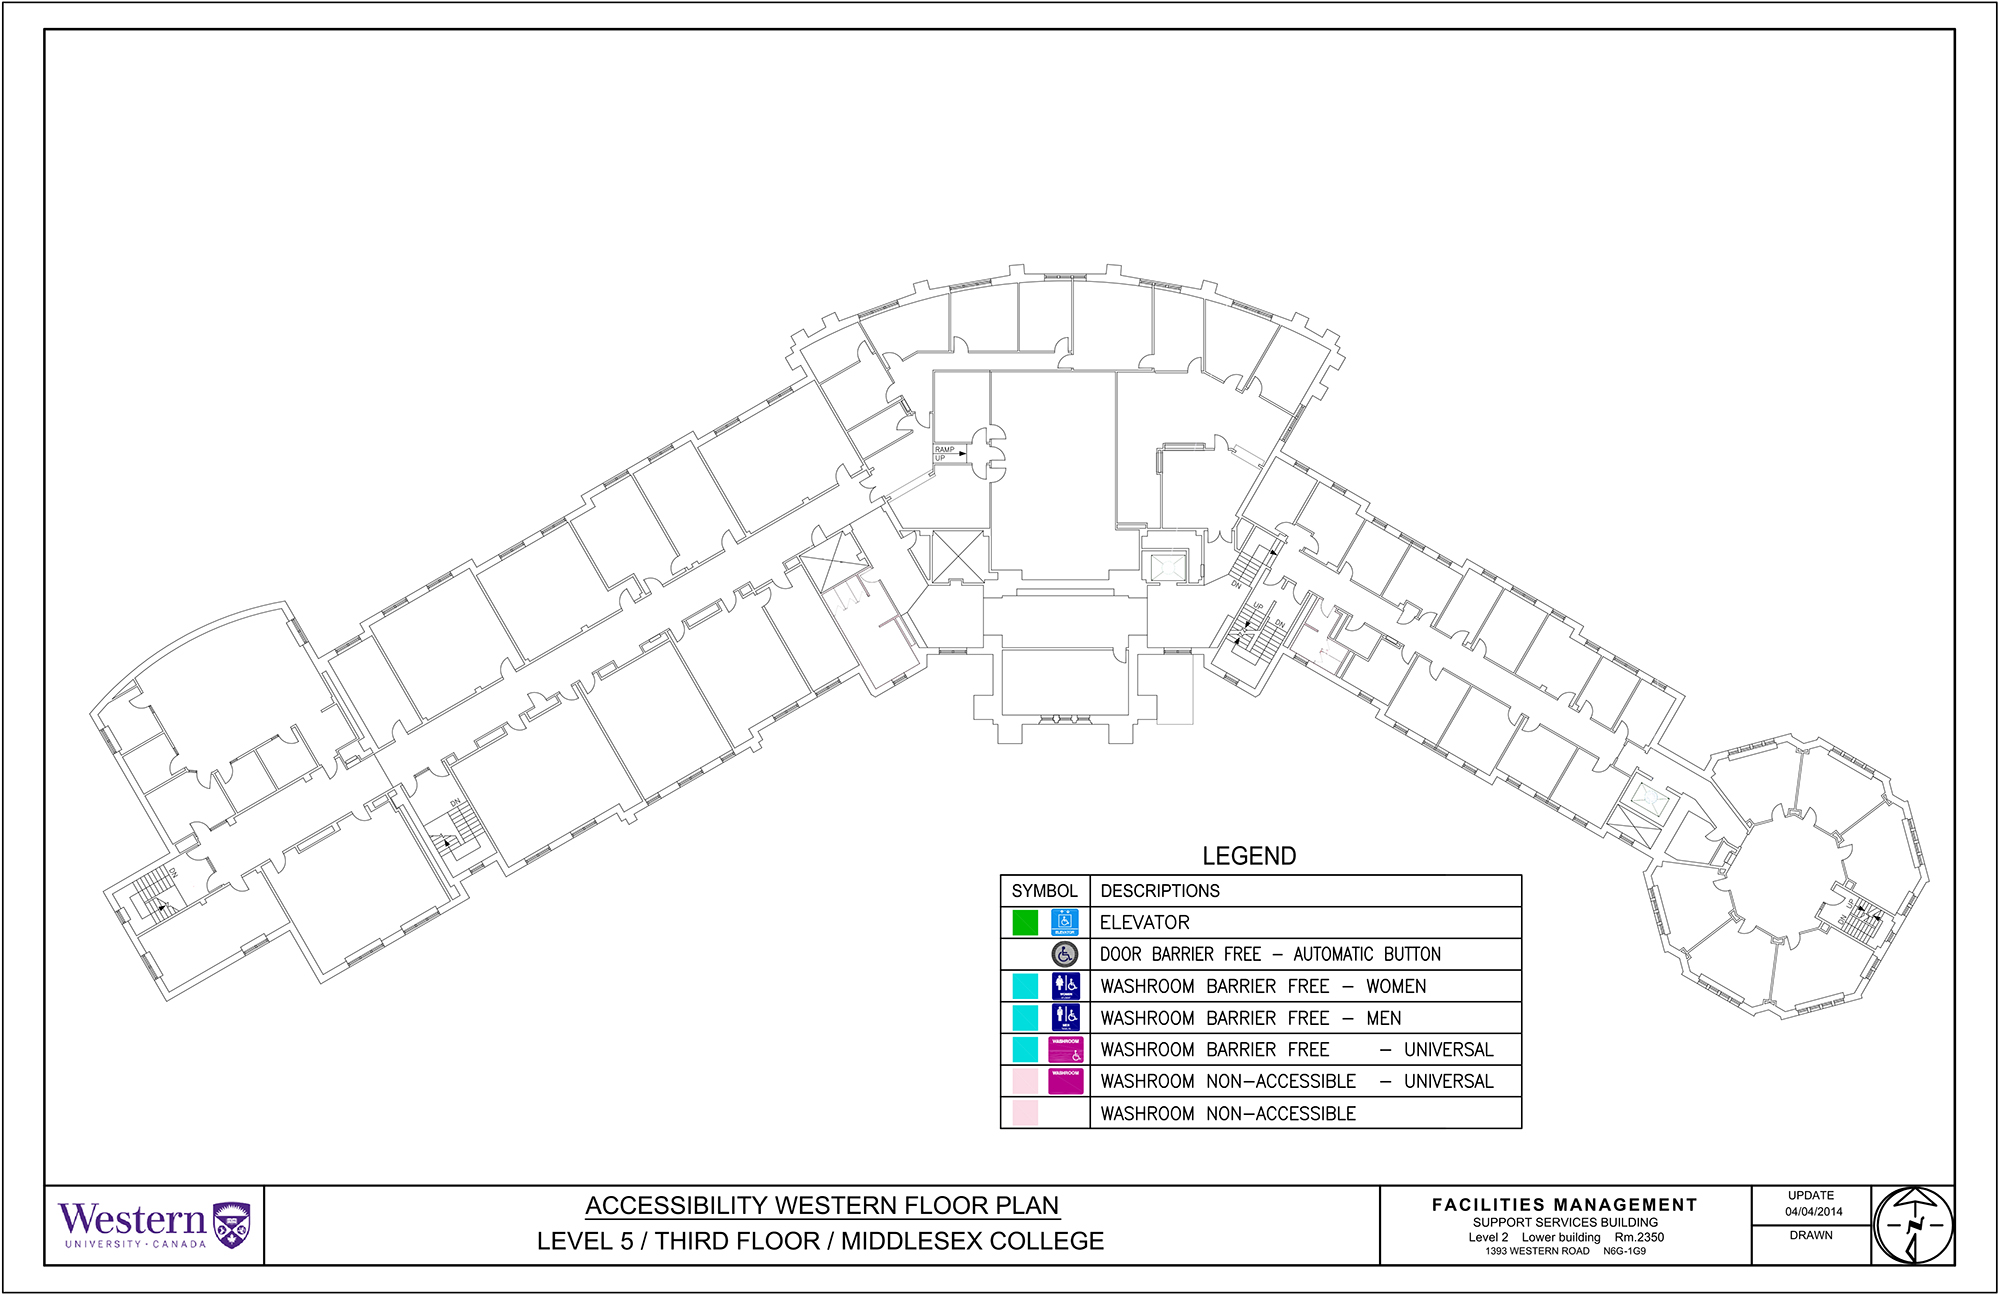 RAMP
UP
DN
UP
DN
DN
DN
UP
DN
LEGEND
SYMBOL DESCRIPTIONS
ELEVATOR ELEVATOR
DOOR BARRIER FREE - AUTOMATIC BUTTON
WOMEN WASHROOM BARRIER FREE - WOMEN
MEN WASHROOM BARRIER FREE - MEN
WASHROOM WASHROOM BARRIER FREE - UNIVERSAL
WASHROOM WASHROOM NON-ACCESSIBLE - UNIVERSAL
WASHROOM NON-ACCESSIBLE
Western
UNIVERSITY · CANADA
ACCESSIBILITY WESTERN FLOOR PLAN
LEVEL 5 / THIRD FLOOR / MIDDLESEX COLLEGE
FACILITIES MANAGEMENT
SUPPORT SERVICES BUILDING
Level 2 Lower building Rm.2350
1393 WESTERN ROAD N6G-1G9
UPDATE
04/04/2014
DRAWN
N